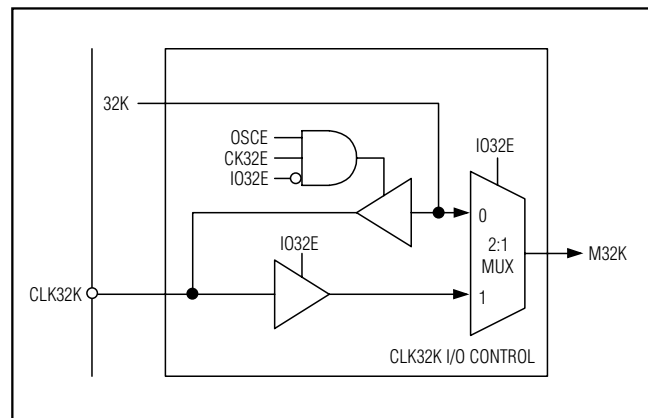 32K
OSCE
CK32E
IO32E
IO32E
0
2:1
MUX
IO32E
M32K
CLK32K
1
CLK32K I/O CONTROL